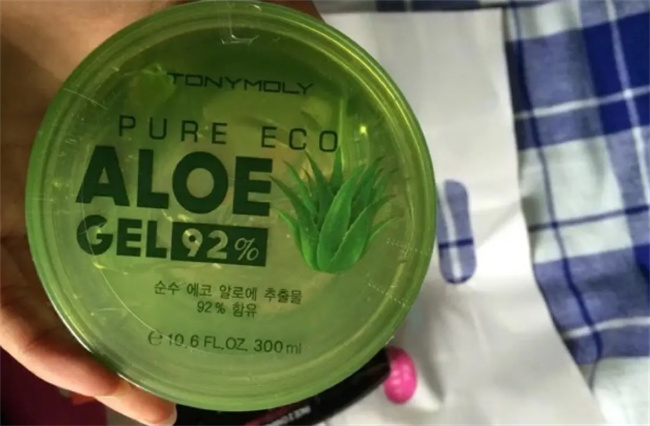 TONYMOLY
PURE ECO
ALOE
GEL 92%
순수 에코 알로에 추출물
92% 함유
℮ 10.6 FL.OZ. 300ml